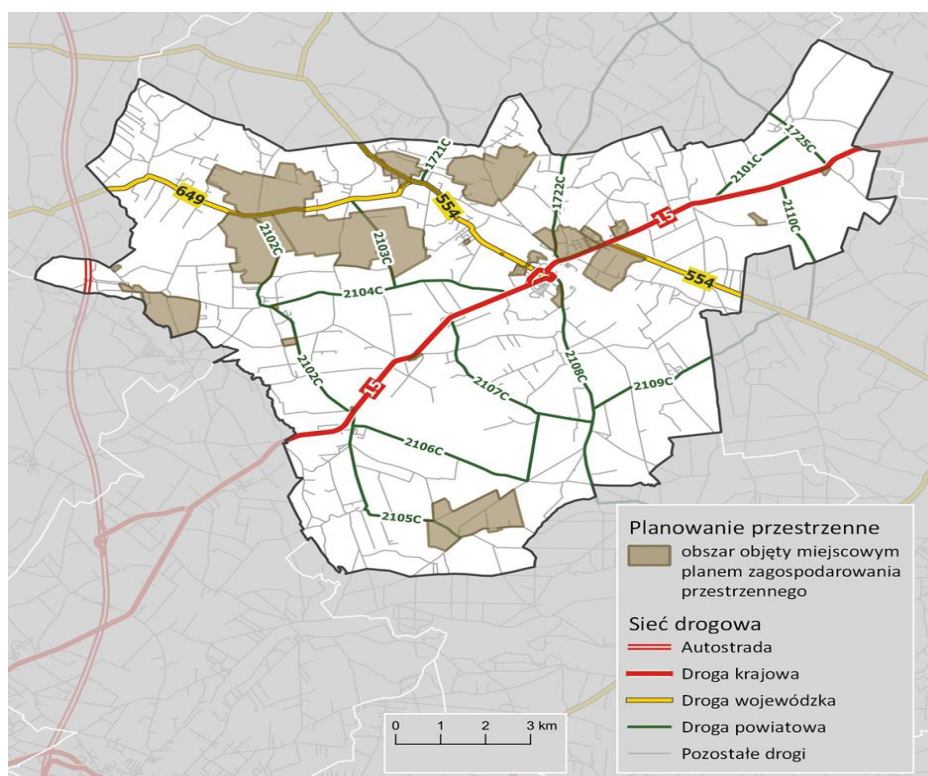 1721C
1725C
2101C
649
554
1722C
2110C
15
2102C
2103C
554
2104C
2102C
15
2107C
2108C
2109C
2106C
2105C
Planowanie przestrzenne
obszar objęty miejscowym
planem zagospodarowania
przestrzennego
Sieć drogowa
Autostrada
Droga krajowa
Droga wojewódzka
Droga powiatowa
Pozostałe drogi
0 1 2 3 km